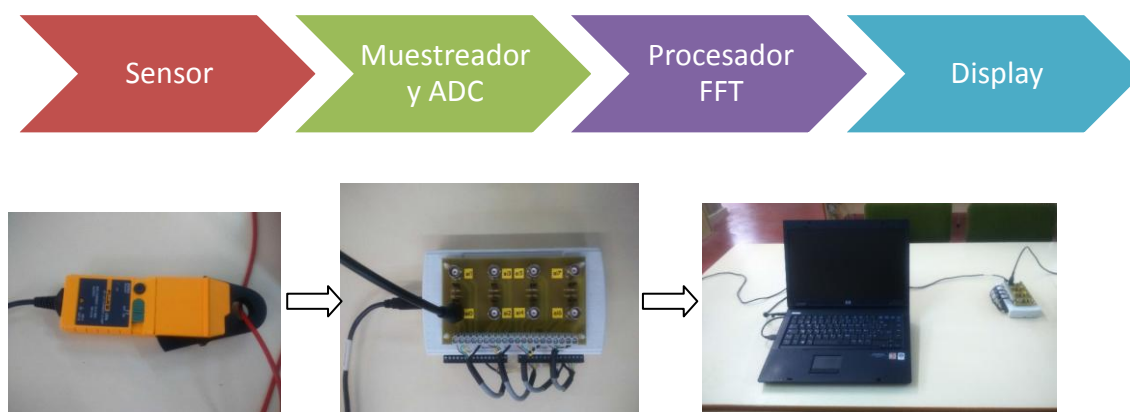 Sensor
Muestreador
y ADC
Procesador
FFT
Display